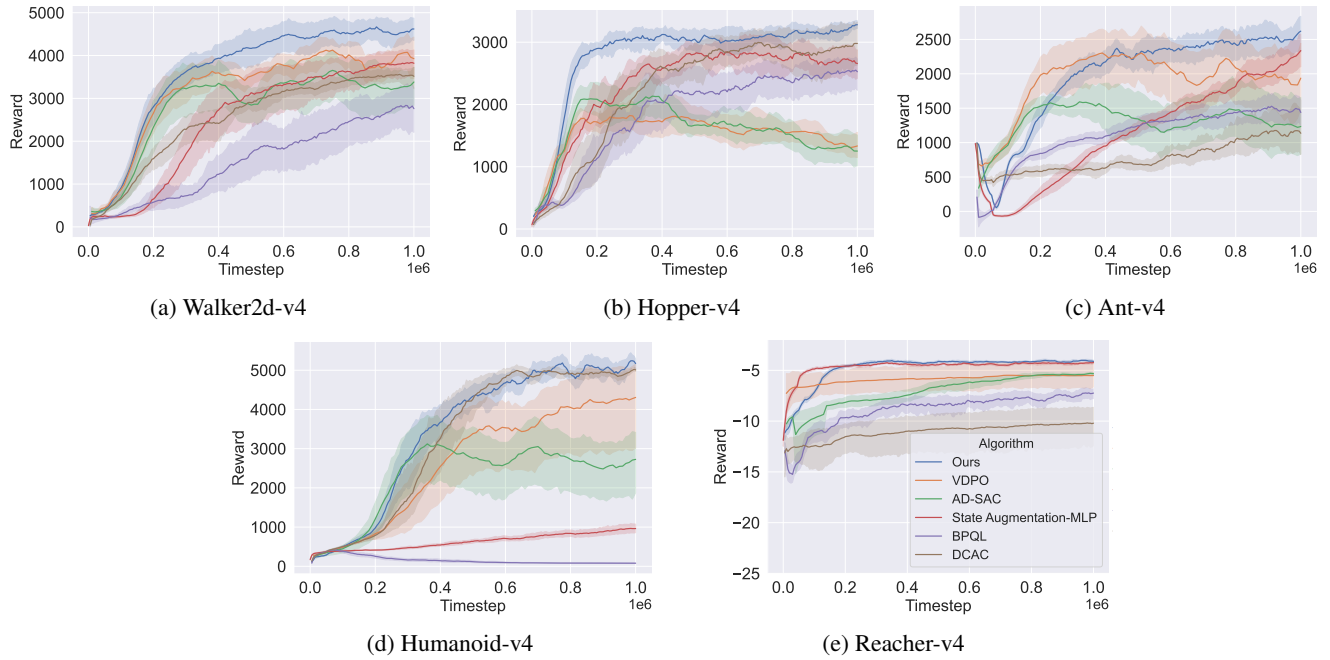 5000
4000
3000
2000
1000
0
Reward
0.0 0.2 0.4 0.6 0.8 1.0
Timestep
1e6
(a) Walker2d-v4
3000
2000
1000
0
Reward
0.0 0.2 0.4 0.6 0.8 1.0
Timestep
1e6
(b) Hopper-v4
2500
2000
1500
1000
500
0
Reward
0.0 0.2 0.4 0.6 0.8 1.0
Timestep
1e6
(c) Ant-v4
5000
4000
3000
2000
1000
0
Reward
0.0 0.2 0.4 0.6 0.8 1.0
Timestep
1e6
(d) Humanoid-v4
−5
−10
−15
−20
−25
Reward
Algorithm
Ours
VDPO
AD-SAC
State Augmentation-MLP
BPQL
DCAC
0.0 0.2 0.4 0.6 0.8 1.0
Timestep
1e6
(e) Reacher-v4